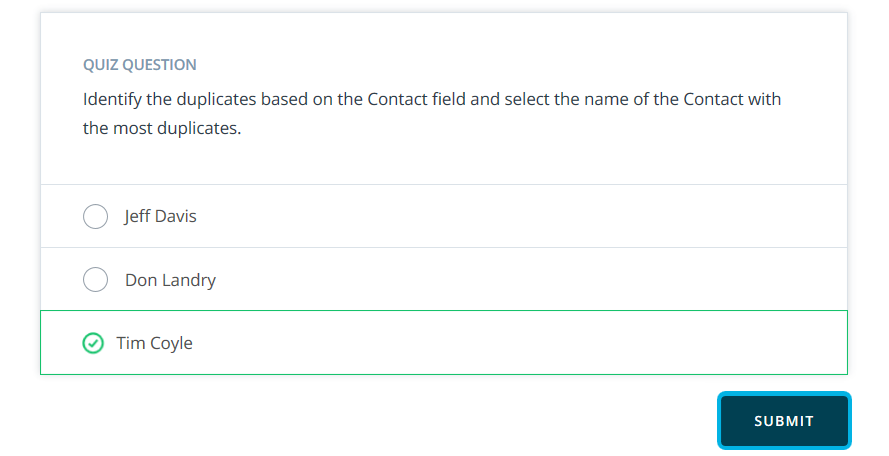 QUIZ QUESTION
Identify the duplicates based on the Contact field and select the name of the Contact with
the most duplicates.
Jeff Davis
Don Landry
Tim Coyle
SUBMIT